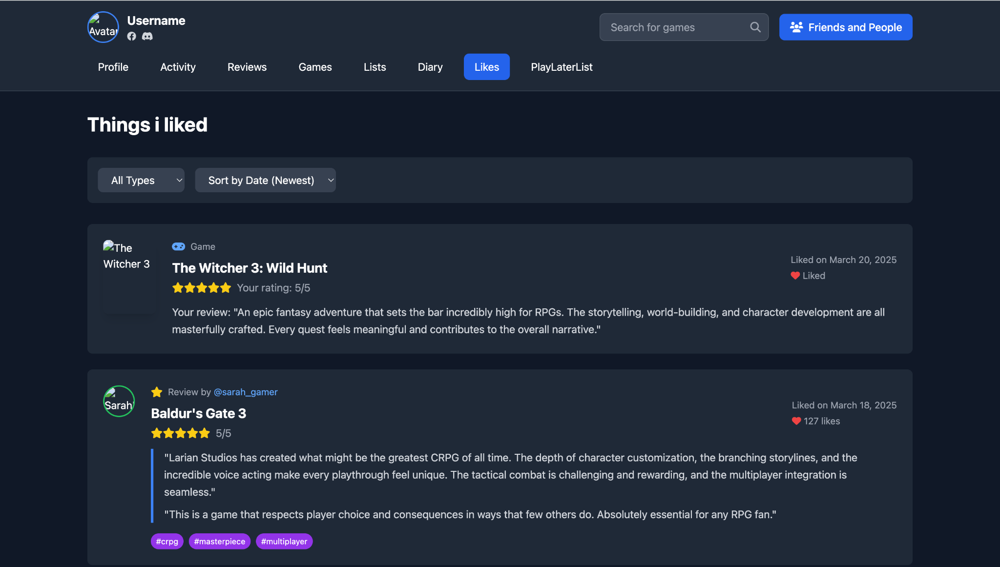 Avata
Username
Search for games
Friends and People
Profile
Activity
Reviews
Games
Lists
Diary
Likes
PlayLaterList
Things i liked
All Types
Sort by Date (Newest)
The
Witcher 3
Game
The Witcher 3: Wild Hunt
Your rating: 5/5
Liked on March 20, 2025
Liked
Your review: "An epic fantasy adventure that sets the bar incredibly high for RPGs. The storytelling, world-building, and character development are all
masterfully crafted. Every quest feels meaningful and contributes to the overall narrative."
Sarah
Review by @sarah_gamer
Baldur's Gate 3
5/5
Liked on March 18, 2025
127 likes
"Larian Studios has created what might be the greatest CRPG of all time. The depth of character customization, the branching storylines, and the
incredible voice acting make every playthrough feel unique. The tactical combat is challenging and rewarding, and the multiplayer integration is
seamless."
"This is a game that respects player choice and consequences in ways that few others do. Absolutely essential for any RPG fan."
#crpg
#masterpiece
#multiplayer